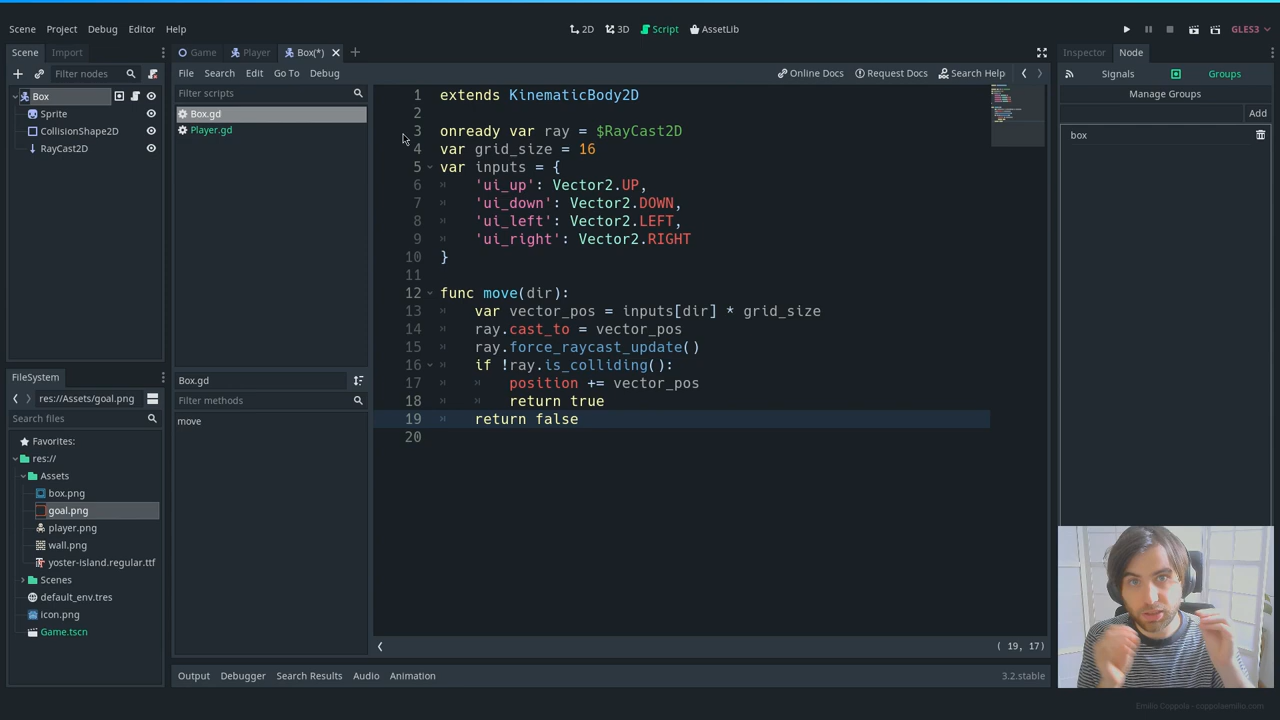 Scene Project Debug Editor Help
2D 3D Script AssetLib
GLES3
Scene Import
Filter nodes
Box
Sprite
CollisionShape2D
RayCast2D
FileSystem
res://Assets/goal.png
Search files
Favorites:
res://
Assets
box.png
goal.png
player.png
wall.png
yoster-island.regular.ttf
Scenes
default_env.tres
icon.png
Game.tscn
Game Player Box(*)
File Search Edit Go To Debug
Online Docs Request Docs Search Help
Filter scripts
Box.gd
Player.gd
Box.gd
Filter methods
move
1 extends KinematicBody2D
2
3 onready var ray = $RayCast2D
4 var grid_size = 16
5 var inputs = {
6 'ui_up': Vector2.UP,
7 'ui_down': Vector2.DOWN,
8 'ui_left': Vector2.LEFT,
9 'ui_right': Vector2.RIGHT
10 }
11
12 func move(dir):
13 var vector_pos = inputs[dir] * grid_size
14 ray.cast_to = vector_pos
15 ray.force_raycast_update()
16 if !ray.is_colliding():
17 position += vector_pos
18 return true
19 return false
20
( 19, 17)
Output Debugger Search Results Audio Animation
3.2.stable
Inspector Node
Signals Groups
Manage Groups
Add
box
Emilio Coppola - coppolaemilio.com